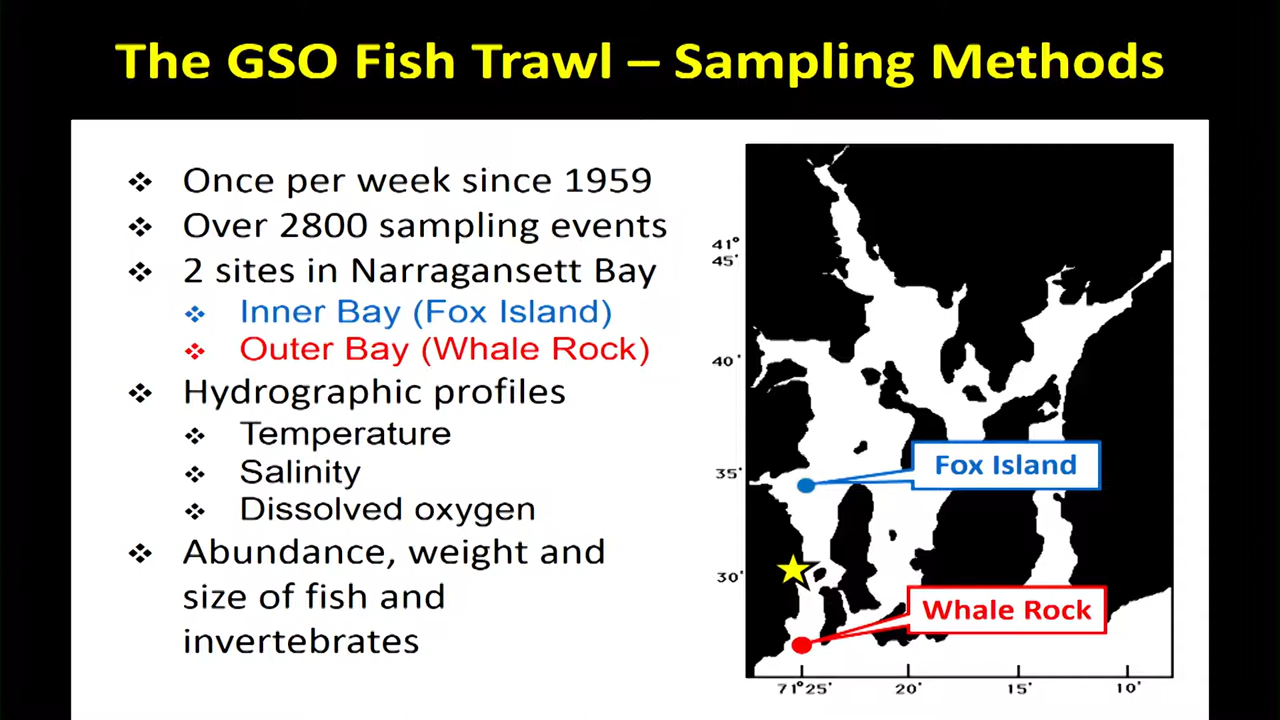 The GSO Fish Trawl – Sampling Methods
❖ Once per week since 1959
❖ Over 2800 sampling events
❖ 2 sites in Narragansett Bay
❖ Inner Bay (Fox Island)
❖ Outer Bay (Whale Rock)
❖ Hydrographic profiles
❖ Temperature
❖ Salinity
❖ Dissolved oxygen
❖ Abundance, weight and
size of fish and
invertebrates
41°
45'
40'
35'
30'
Fox Island
Whale Rock
71°25'
20'
15'
10'